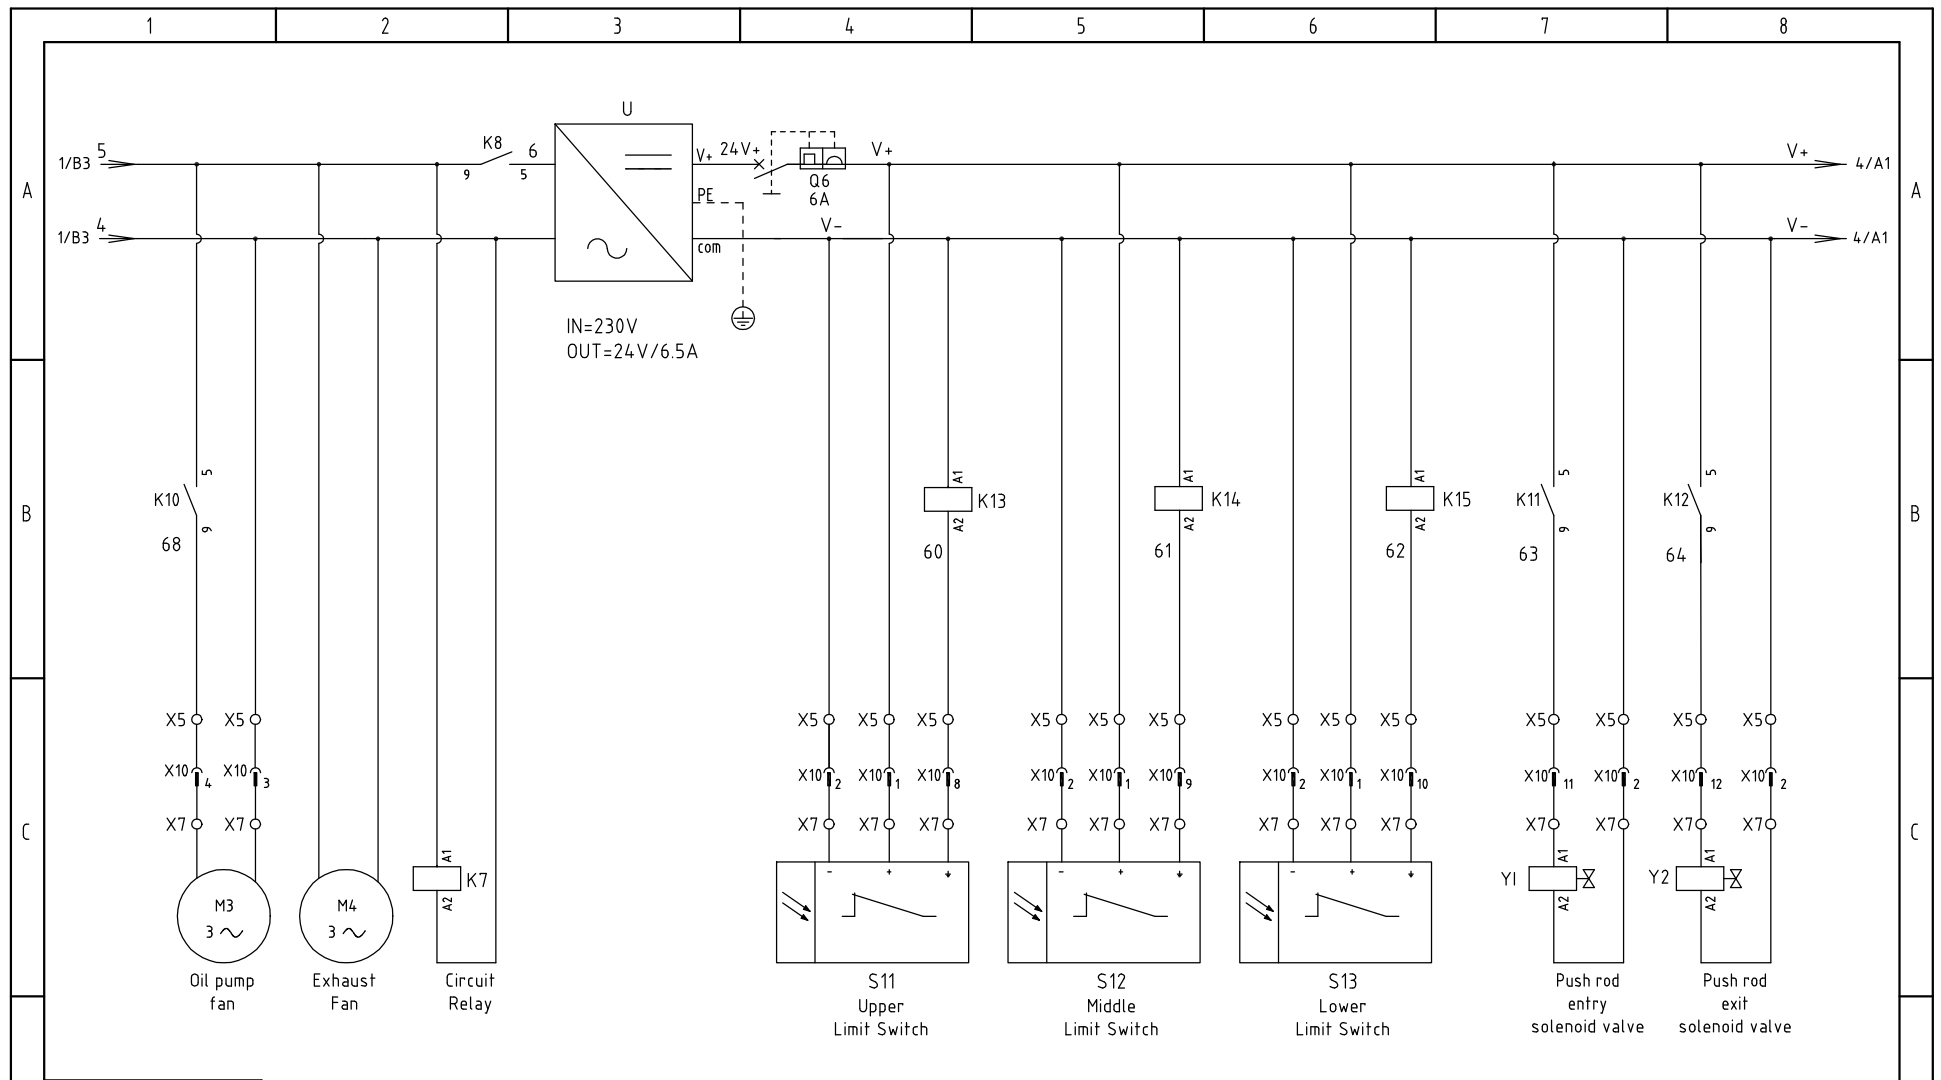 1 2 3 4 5 6 7 8
U
1/B3 5 K8 6 V+ 24V+ V+ V+ 4/A1
9 5
A PE Q6 A
6A
1/B3 4 com V- V- 4/A1
IN=230V
OUT=24V/6.5A
5 A1 A1 A1 5 5
B K10 K13 K14 K15 K11 K12 B
9 A2 A2 A2 9 9
68 60 61 62 63 64
X5 X5 X5 X5 X5 X5 X5 X5 X5 X5 X5 X5 X5 X5 X5
X10 4 X10 3 X10 2 X10 1 X10 8 X10 2 X10 1 X10 9 X10 2 X10 1 X10 10 X10 11 X10 2 X10 12 X10 2
C X7 X7 X7 X7 X7 X7 X7 X7 X7 X7 X7 X7 X7 X7 X7 C
A1 A1 A1
K7 - + - + - + Y1 Y2
A2 A2 A2
M3 M4
3 3
Oil pump
fan
Exhaust
Fan
Circuit
Relay
S11
Upper
Limit Switch
S12
Middle
Limit Switch
S13
Lower
Limit Switch
Push rod
entry
solenoid valve
Push rod
exit
solenoid valve